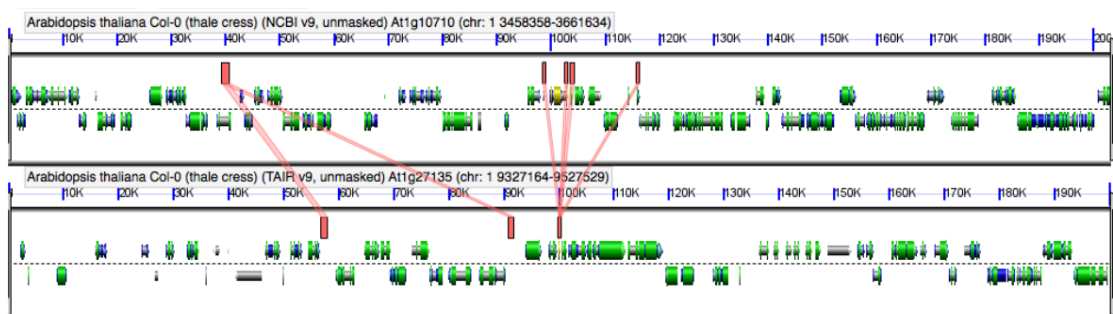 Arabidopsis thaliana Col-0 (thale cress) (NCBI v9, unmasked) At1g10710 (chr: 1 3458358-3661634)
10K 20K 30K 40K 50K 60K 70K 80K 90K 100K 110K 120K 130K 140K 150K 160K 170K 180K 190K 200
Arabidopsis thaliana Col-0 (thale cress) (TAIR v9, unmasked) At1g27135 (chr: 1 9327164-9527529)
10K 20K 30K 40K 50K 60K 70K 80K 90K 100K 110K 120K 130K 140K 150K 160K 170K 180K 190K